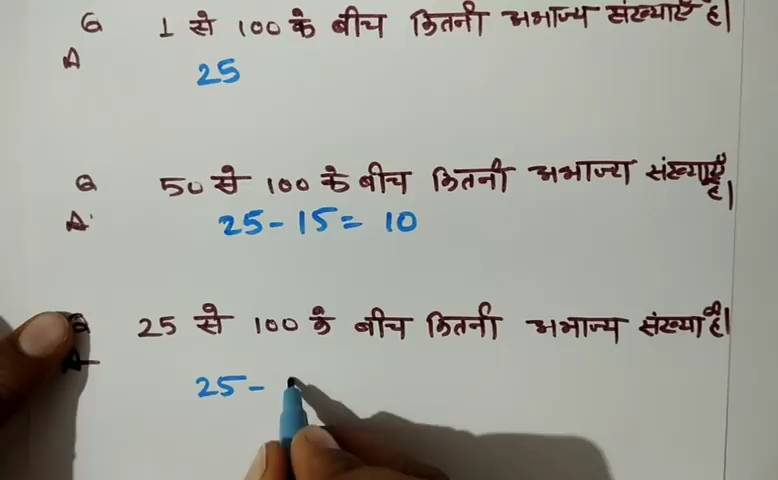 Q 1 से 100 के बीच कितनी अभाज्य संख्याएँ है।
A 25
Q 50 से 100 के बीच कितनी अभाज्य संख्याएँ है।
A. 25-15= 10
Q 25 से 100 के बीच कितनी अभाज्य संख्या है।
A 25-